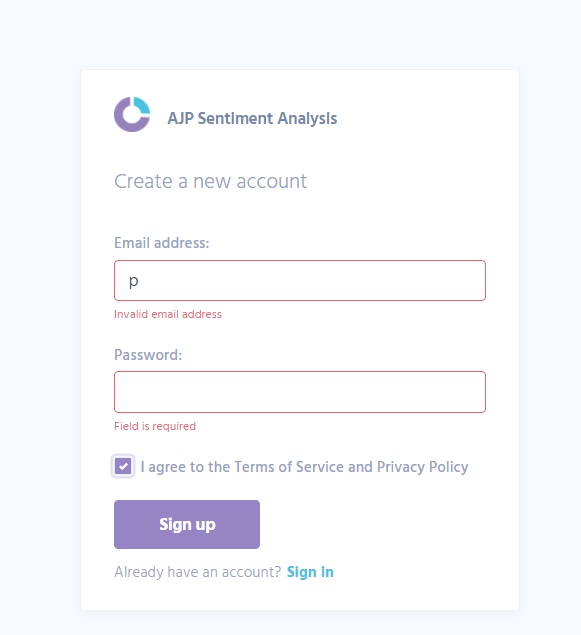 AJP Sentiment Analysis
Create a new account
Email address:
p
Invalid email address
Password:
Field is required
I agree to the Terms of Service and Privacy Policy
Sign up
Already have an account? Sign in